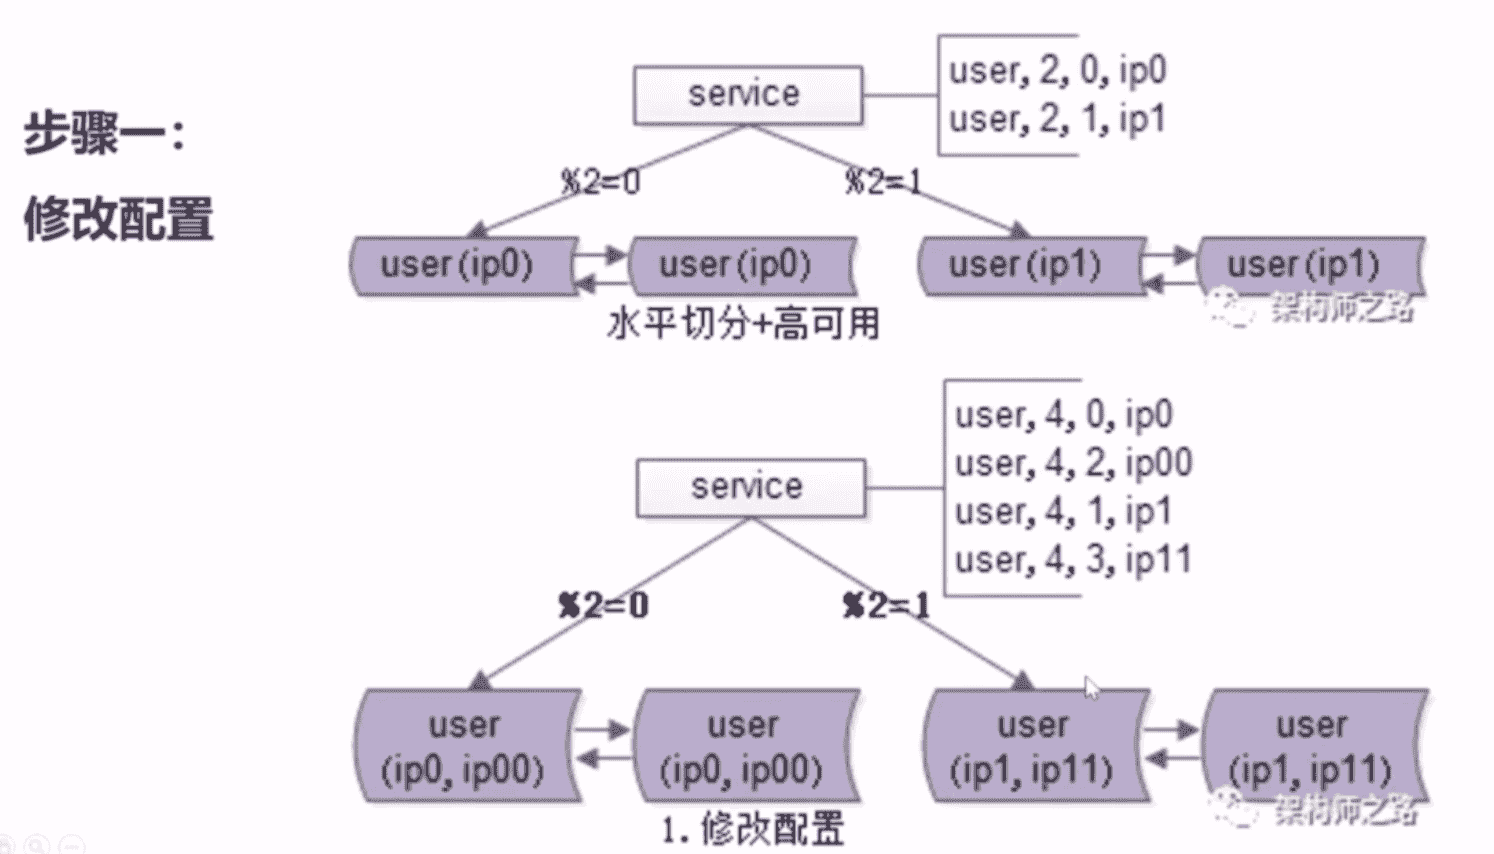 步骤一：
修改配置
service
user, 2, 0, ip0
user, 2, 1, ip1
%2=0
%2=1
user(ip0)
user(ip0)
user(ip1)
user(ip1)
水平切分+高可用
架构师之路
service
user, 4, 0, ip0
user, 4, 2, ip00
user, 4, 1, ip1
user, 4, 3, ip11
%2=0
%2=1
user
(ip0, ip00)
user
(ip0, ip00)
user
(ip1, ip11)
user
(ip1, ip11)
架构师之路
1. 修改配置